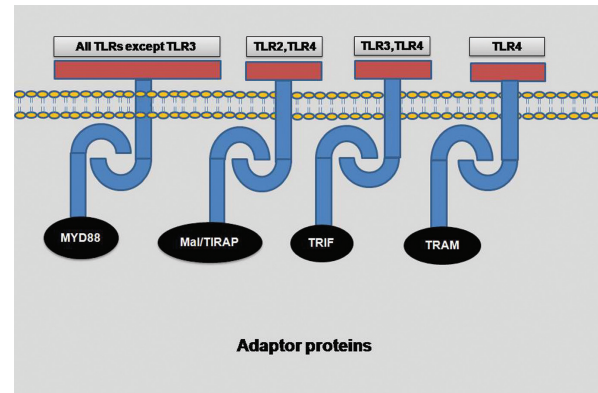 All TLRs except TLR3
TLR2,TLR4
TLR3,TLR4
TLR4
MYD88
Mal/TIRAP
TRIF
TRAM
Adaptor proteins